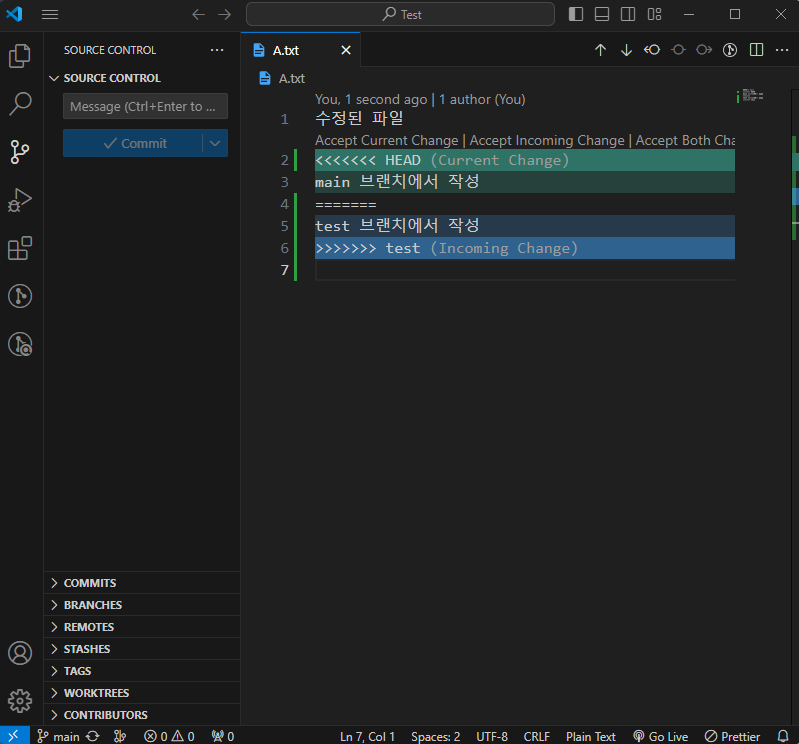 Test
SOURCE CONTROL
SOURCE CONTROL
Message (Ctrl+Enter to ...
Commit
COMMITS
BRANCHES
REMOTES
STASHES
TAGS
WORKTREES
CONTRIBUTORS
A.txt
A.txt
You, 1 second ago | 1 author (You)
1 수정된 파일
Accept Current Change | Accept Incoming Change | Accept Both Cha
2 <<<<<<< HEAD (Current Change)
3 main 브랜치에서 작성
4 =======
5 test 브랜치에서 작성
6 >>>>>>> test (Incoming Change)
7
main 0 0 0 Ln 7, Col 1 Spaces: 2 UTF-8 CRLF Plain Text Go Live Prettier